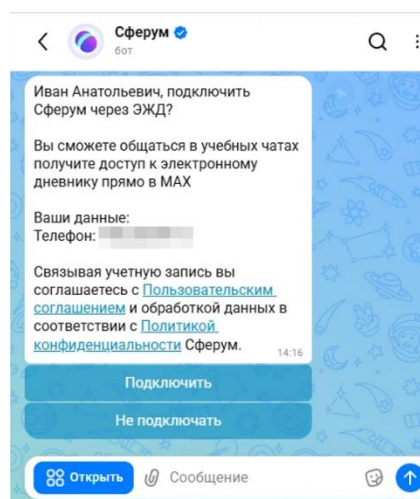 Сферум
бот
Иван Анатольевич, подключить
Сферум через ЭЖД?
Вы сможете общаться в учебных чатах
получите доступ к электронному
дневнику прямо в MAX
Ваши данные:
Телефон:
Связывая учетную запись вы
соглашаетесь с Пользовательским
соглашением и обработкой данных в
соответствии с Политикой
конфиденциальности Сферум.
14:16
Подключить
Не подключать
Открыть
Сообщение